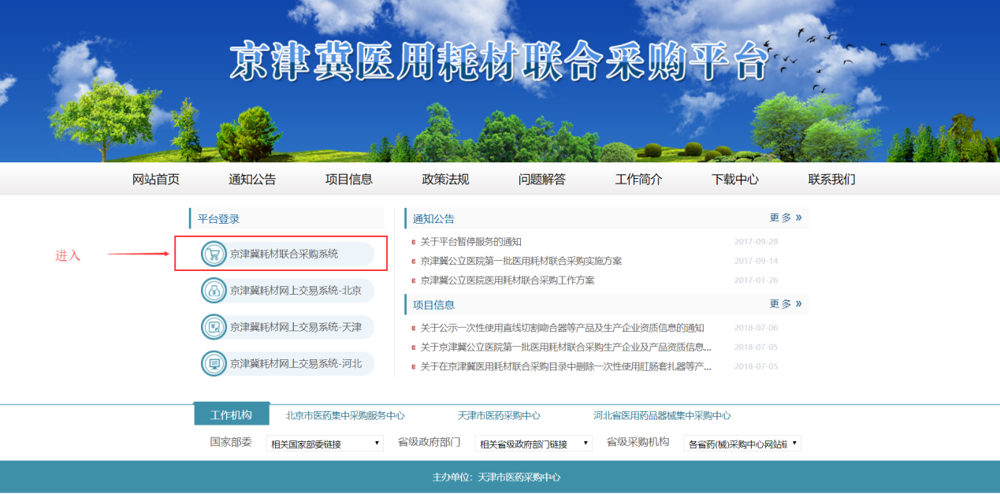 京津冀医用耗材联合采购平台
网站首页 通知公告 项目信息 政策法规 问题解答 工作简介 下载中心 联系我们
平台登录
进入
京津冀耗材联合采购系统
京津冀耗材网上交易系统-北京
京津冀耗材网上交易系统-天津
京津冀耗材网上交易系统-河北
通知公告 更多 »
关于平台暂停服务的通知 2017-09-28
京津冀公立医院第一批医用耗材联合采购实施方案 2017-09-14
京津冀公立医院医用耗材联合采购工作方案 2017-01-26
项目信息 更多 »
关于公示一次性使用直线切割吻合器等产品及生产企业资质信息的通知 2018-07-06
关于京津冀公立医院第一批医用耗材联合采购生产企业及产品资质信息... 2018-07-05
关于在京津冀医用耗材联合采购目录中删除一次性使用肛肠套扎器等产... 2018-07-05
工作机构 北京市医药集中采购服务中心 天津市医药采购中心 河北省医用药品器械集中采购中心
国家部委 相关国家部委链接 省级政府部门 相关省级政府部门链接 省级采购机构 各省药(械)采购中心网站
主办单位：天津市医药采购中心